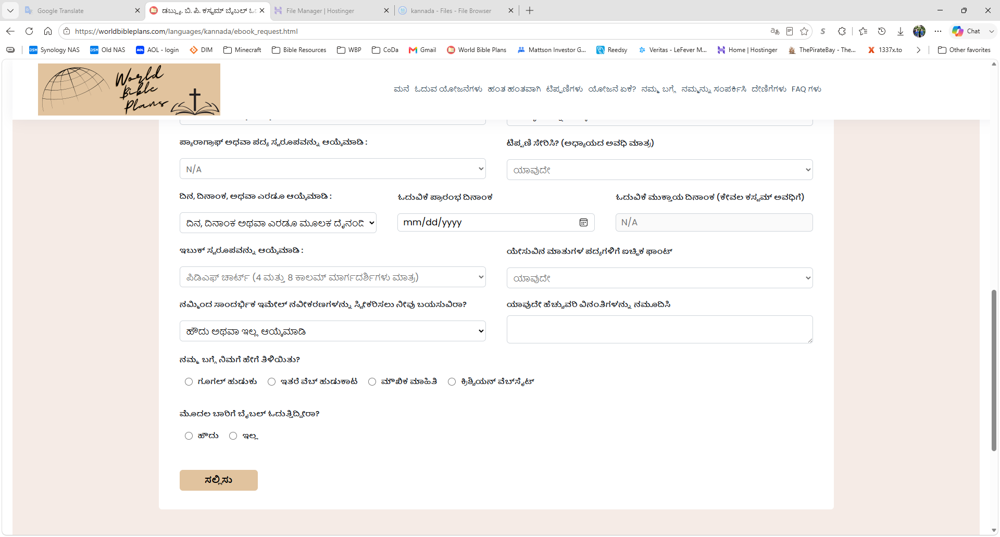 Google Translate
ಡಬ್ಲ್ಯು. ಬಿ. ಪಿ. ಕಸ್ಟಮ್ ಬೈಬಲ್ ಓದ
File Manager | Hostinger
kannada - Files - File Browser
https://worldbibleplans.com/languages/kannada/ebook_request.html
Chat
Synology NAS
Old NAS
AOL - login
DIM
Minecraft
Bible Resources
WBP
CoDa
Gmail
World Bible Plans
Mattson Investor G...
Reedsy
Veritas - LeFever M...
Home | Hostinger
ThePirateBay - The...
1337x.to
Other favorites
World
Bible
Plans
ಮನೆ ಓದುವ ಯೋಜನೆಗಳು ಹಂತ ಹಂತವಾಗಿ ಟಿಪ್ಪಣಿಗಳು ಯೋಜನೆ ಏಕೆ? ನಮ್ಮ ಬಗ್ಗೆ ನಮ್ಮನ್ನು ಸಂಪರ್ಕಿಸಿ ದೇಣಿಗೆಗಳು FAQ ಗಳು
ಪ್ಯಾರಾಗ್ರಾಫ್ ಅಥವಾ ಪದ್ಯ ಸ್ವರೂಪವನ್ನು ಆಯ್ಕೆಮಾಡಿ :
ಟಿಪ್ಪಣಿ ಸೇರಿಸಿ? (ಅಧ್ಯಾಯದ ಅವಧಿ ಮಾತ್ರ)
N/A
ಯಾವುದೇ
ದಿನ, ದಿನಾಂಕ, ಅಥವಾ ಎರಡೂ ಆಯ್ಕೆಮಾಡಿ :
ಓದುವಿಕೆ ಪ್ರಾರಂಭ ದಿನಾಂಕ
ಓದುವಿಕೆ ಮುಕ್ತಾಯ ದಿನಾಂಕ (ಕೇವಲ ಕಸ್ಟಮ್ ಅವಧಿಗೆ)
ದಿನ, ದಿನಾಂಕ ಅಥವಾ ಎರಡೂ ಮೂಲಕ ದೈನಂದಿ
mm/dd/yyyy
N/A
ಇಬುಕ್ ಸ್ವರೂಪವನ್ನು ಆಯ್ಕೆಮಾಡಿ :
ಯೇಸುವಿನ ಮಾತುಗಳ ಪದ್ಯಗಳಿಗೆ ಐಚ್ಛಿಕ ಫಾಂಟ್
ಪಿಡಿಎಫ್ ಚಾರ್ಟ್ (4 ಮತ್ತು 8 ಕಾಲಮ್ ಮಾರ್ಗದರ್ಶಿಗಳು ಮಾತ್ರ)
ಯಾವುದೇ
ನಮ್ಮಿಂದ ಸಾಂದರ್ಭಿಕ ಇಮೇಲ್ ನವೀಕರಣಗಳನ್ನು ಸ್ವೀಕರಿಸಲು ನೀವು ಬಯಸುವಿರಾ?
ಯಾವುದೇ ಹೆಚ್ಚುವರಿ ವಿನಂತಿಗಳನ್ನು ನಮೂದಿಸಿ
ಹೌದು ಅಥವಾ ಇಲ್ಲ ಆಯ್ಕೆಮಾಡಿ
ನಮ್ಮ ಬಗ್ಗೆ ನಿಮಗೆ ಹೇಗೆ ತಿಳಿಯಿತು?
ಗೂಗಲ್ ಹುಡುಕು ಇತರೆ ವೆಬ್ ಹುಡುಕಾಟ ಮೌಖಿಕ ಮಾಹಿತಿ ಕ್ರಿಶ್ಚಿಯನ್ ವೆಬ್‌ಸೈಟ್
ಮೊದಲ ಬಾರಿಗೆ ಬೈಬಲ್ ಓದುತ್ತಿದ್ದೀರಾ?
ಹೌದು ಇಲ್ಲ
ಸಲ್ಲಿಸು